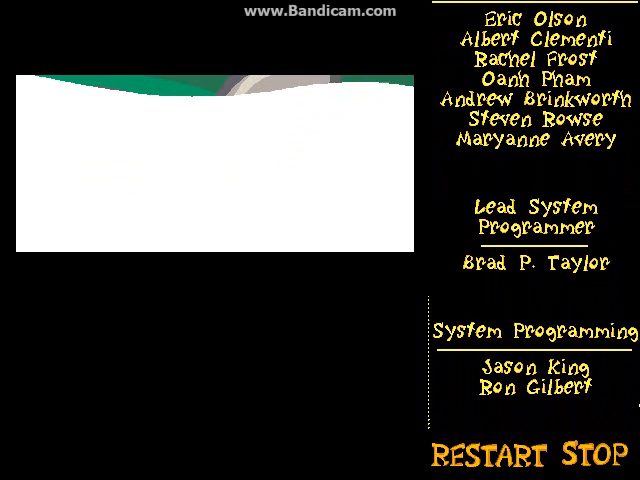 www.Bandicam.com
Eric Olson
Albert Clementi
Rachel Frost
Oanh Pham
Andrew Brinkworth
Steven Rowse
Maryanne Avery
Lead System
Programmer
Brad P. Taylor
System Programming
Jason King
Ron Gilbert
RESTART STOP